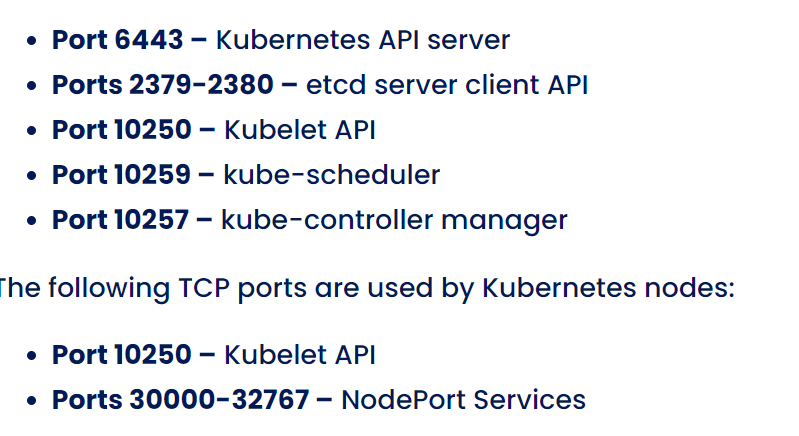 • Port 6443 – Kubernetes API server
• Ports 2379-2380 – etcd server client API
• Port 10250 – Kubelet API
• Port 10259 – kube-scheduler
• Port 10257 – kube-controller manager
The following TCP ports are used by Kubernetes nodes:
• Port 10250 – Kubelet API
• Ports 30000-32767 – NodePort Services